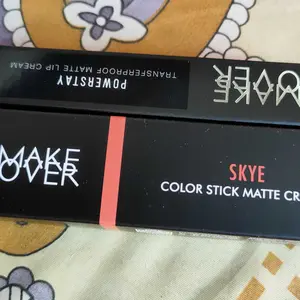 POWERSTAY
TRANSFERPROOF MATTE LIP CREAM
MAKE
OVER
MAKE
OVER
SKYE
COLOR STICK MATTE CR